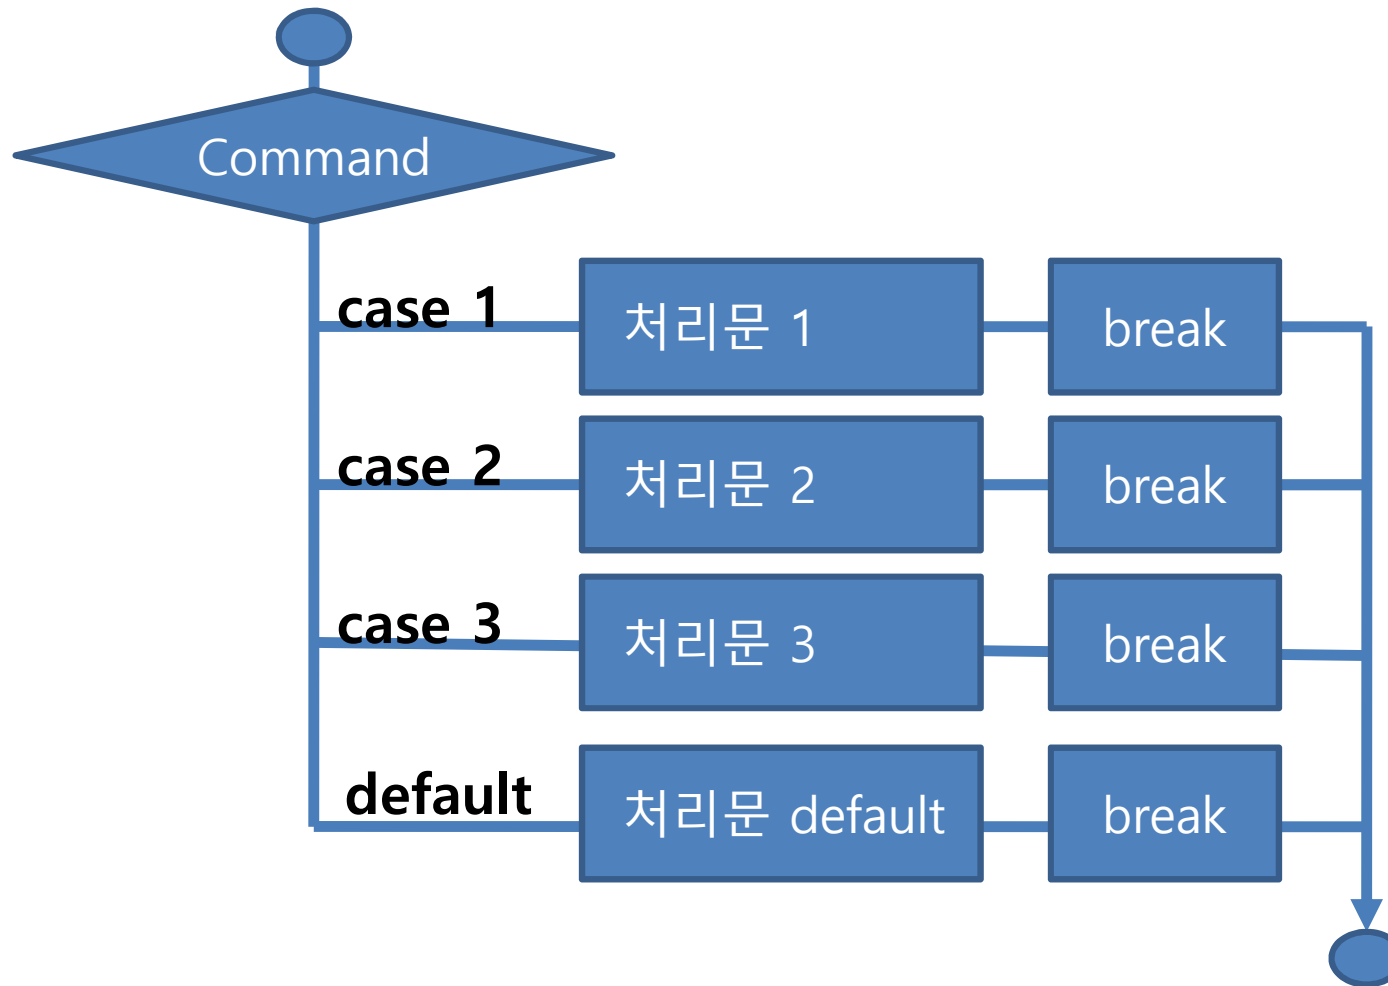 Command
case 1
처리문 1
break
case 2
처리문 2
break
case 3
처리문 3
break
default
처리문 default
break